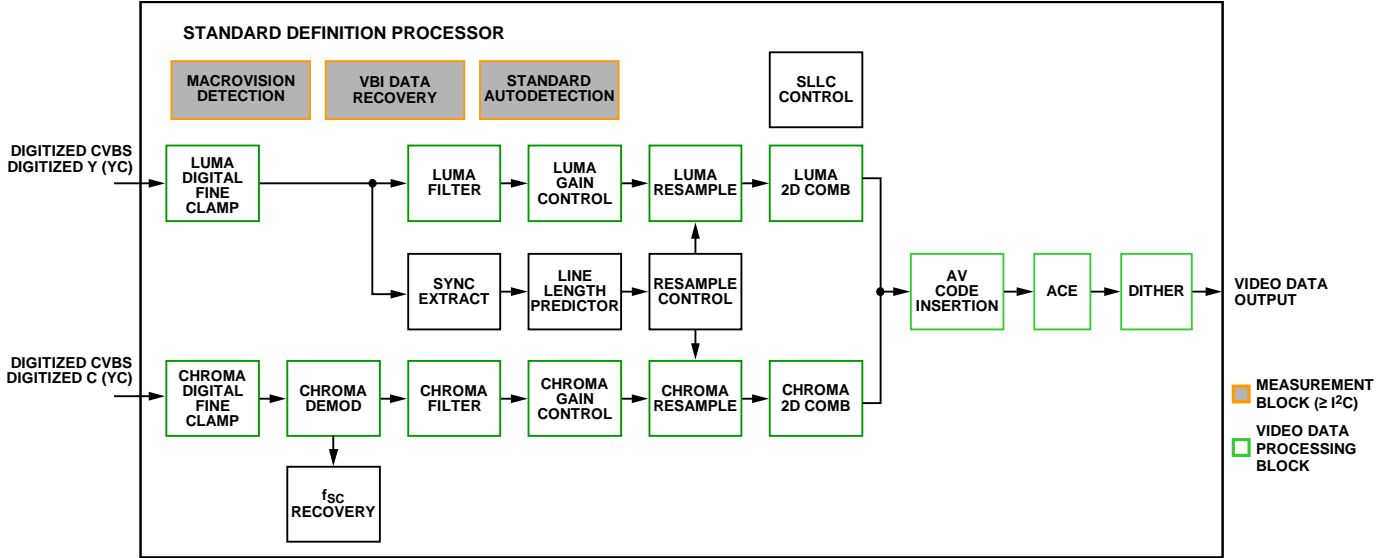 STANDARD DEFINITION PROCESSOR
MACROVISION
DETECTION
VBI DATA
RECOVERY
STANDARD
AUTODETECTION
SLLC
CONTROL
DIGITIZED CVBS
DIGITIZED Y (YC)
LUMA
DIGITAL
FINE
CLAMP
LUMA
FILTER
LUMA
GAIN
CONTROL
LUMA
RESAMPLE
LUMA
2D COMB
SYNC
EXTRACT
LINE
LENGTH
PREDICTOR
RESAMPLE
CONTROL
AV
CODE
INSERTION
ACE
DITHER
VIDEO DATA
OUTPUT
DIGITIZED CVBS
DIGITIZED C (YC)
CHROMA
DIGITAL
FINE
CLAMP
CHROMA
DEMOD
CHROMA
FILTER
CHROMA
GAIN
CONTROL
CHROMA
RESAMPLE
CHROMA
2D COMB
fSC
RECOVERY
MEASUREMENT
BLOCK (≥ I²C)
VIDEO DATA
PROCESSING
BLOCK